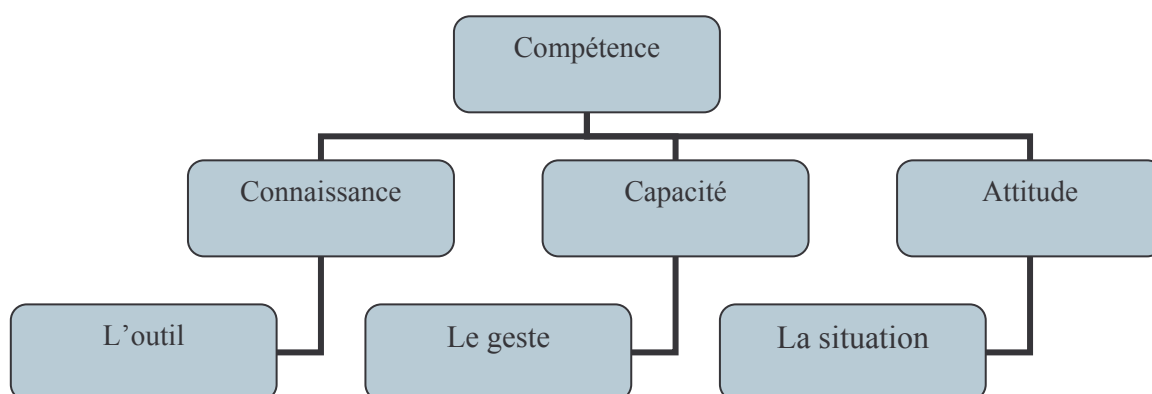 Compétence
Connaissance
Capacité
Attitude
L’outil
Le geste
La situation